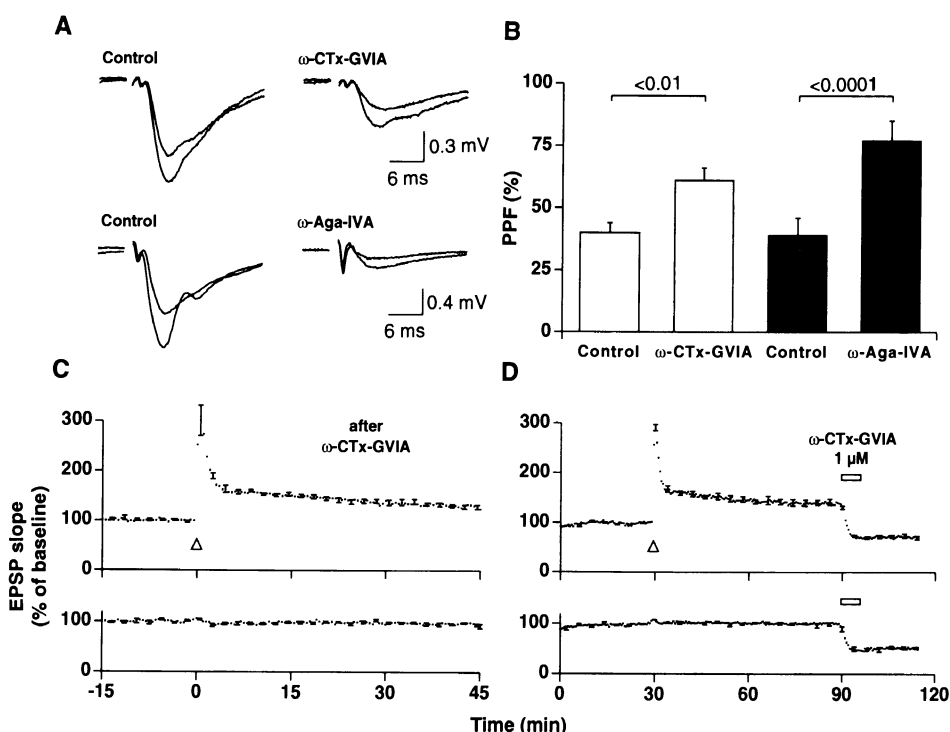 A
Control
ω-CTx-GVIA
0.3 mV
6 ms
Control
ω-Aga-IVA
0.4 mV
6 ms
B
100
75
50
25
0
PPF (%)
<0.01
<0.0001
Control
ω-CTx-GVIA
Control
ω-Aga-IVA
C
300
200
100
0
after
ω-CTx-GVIA
100
0
-15
0
15
30
45
EPSP slope
(% of baseline)
D
300
200
100
0
ω-CTx-GVIA
1 µM
100
0
0
30
60
90
120
Time (min)